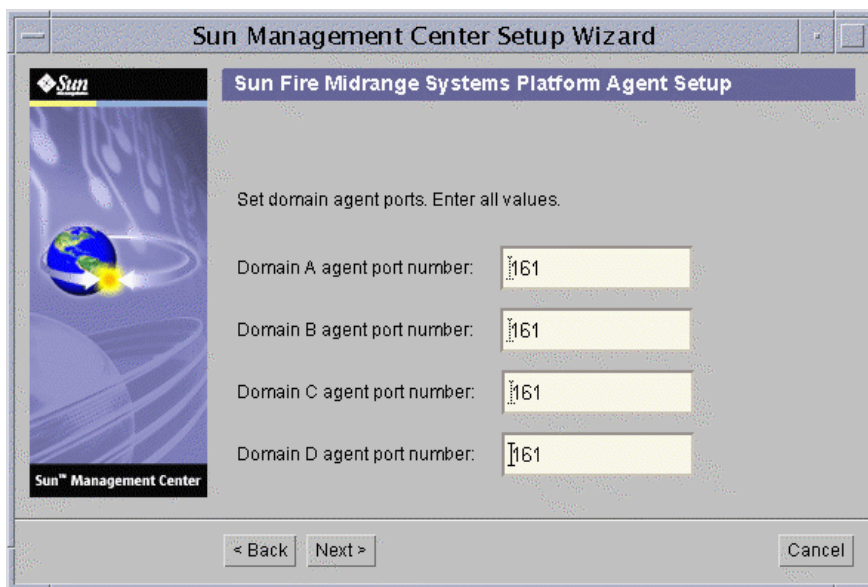 Sun Management Center Setup Wizard
Sun
Sun Fire Midrange Systems Platform Agent Setup
Set domain agent ports. Enter all values.
Domain A agent port number: 161
Domain B agent port number: 161
Domain C agent port number: 161
Domain D agent port number: 161
Sun™ Management Center
< Back Next > Cancel